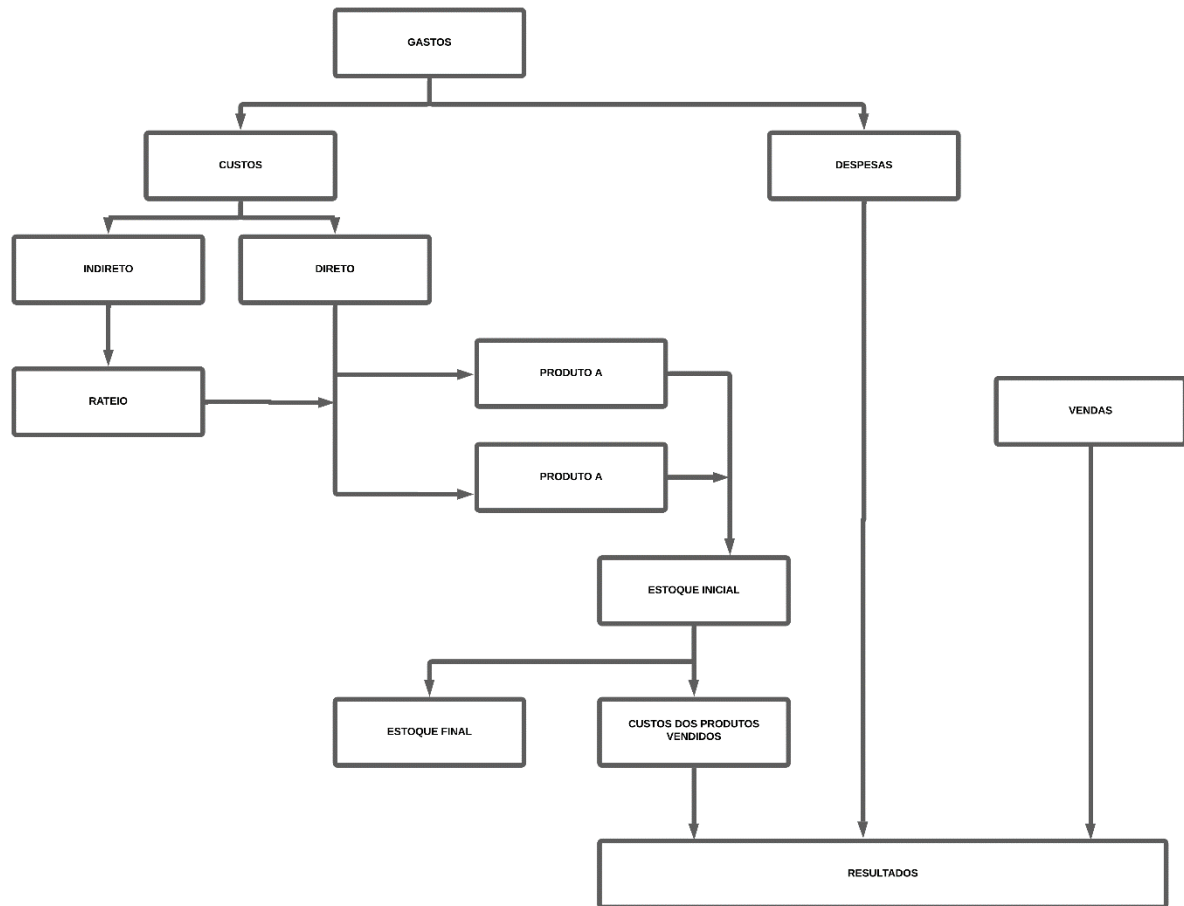 GASTOS
CUSTOS
DESPESAS
INDIRETO
DIRETO
PRODUTO A
RATEIO
VENDAS
PRODUTO A
ESTOQUE INICIAL
ESTOQUE FINAL
CUSTOS DOS PRODUTOS
VENDIDOS
RESULTADOS